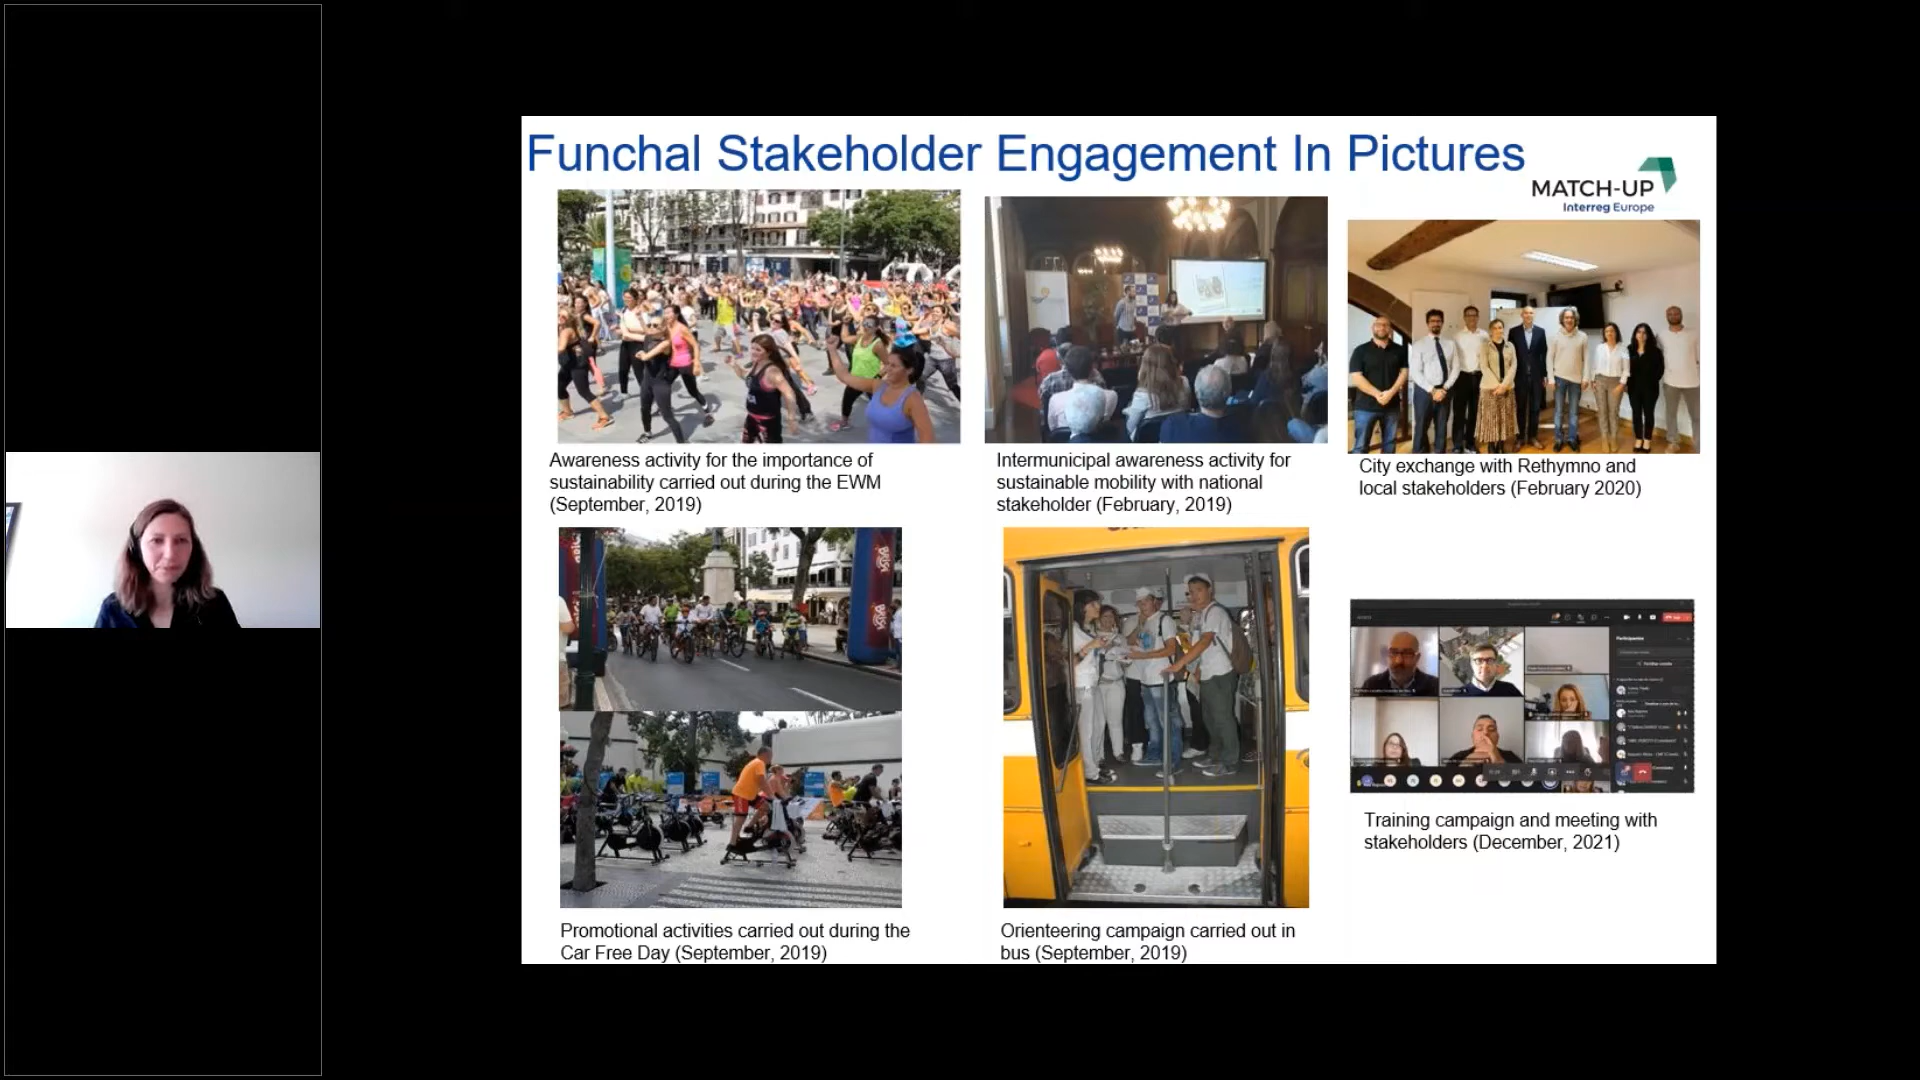 Funchal Stakeholder Engagement In Pictures
MATCH-UP
Interreg Europe
Awareness activity for the importance of
sustainability carried out during the EWM
(September, 2019)
Intermunicipal awareness activity for
sustainable mobility with national
stakeholder (February, 2019)
City exchange with Rethymno and
local stakeholders (February 2020)
Promotional activities carried out during the
Car Free Day (September, 2019)
Orienteering campaign carried out in
bus (September, 2019)
Training campaign and meeting with
stakeholders (December, 2021)